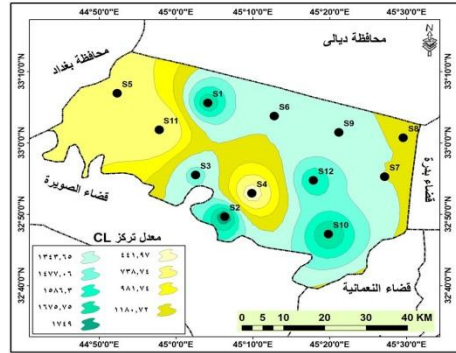 44°50'0"E 45°0'0"E 45°10'0"E 45°20'0"E 45°30'0"E
محافظة ديالى
N
محافظة بغداد
33°10'0"N
33°0'0"N
32°50'0"N
32°40'0"N
S5
S1
S6
S9
S8
S11
S3
S12
S7
S4
S2
S10
قضاء الصويرة
قضاء بدرة
قضاء النعمانية
معدل تركز CL
١٣٤٣,٦٥ ٤٤١,٩٧
١٤٧٧,٠٦ ٧٣٨,٧٤
١٥٨٦,٣ ٩٨١,٧٤
١٦٧٥,٧٥ ١١٨٠,٧٢
١٧٤٩
0 5 10 20 30 40 KM